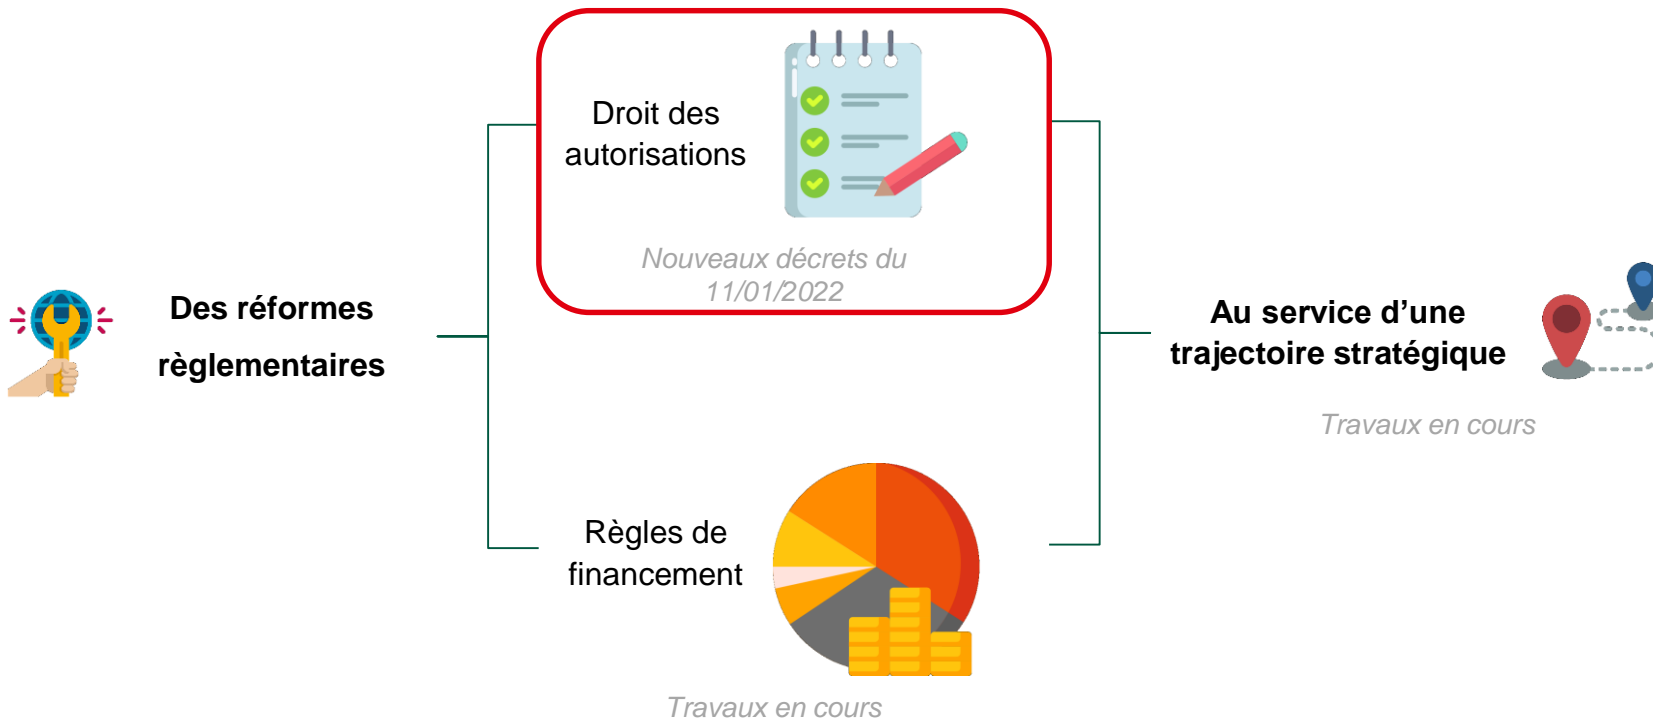 Droit des
autorisations
Nouveaux décrets du
11/01/2022
Des réformes
règlementaires
Au service d’une
trajectoire stratégique
Travaux en cours
Règles de
financement
Travaux en cours